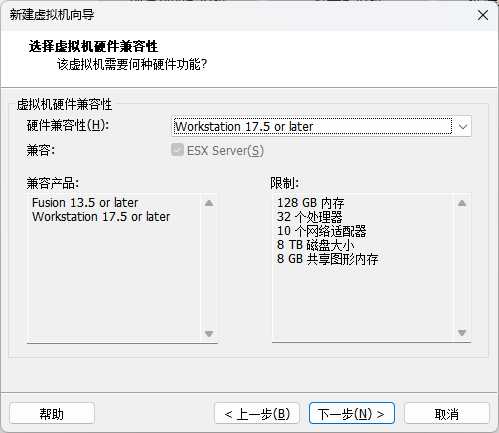 新建虚拟机向导
选择虚拟机硬件兼容性
该虚拟机需要何种硬件功能?
虚拟机硬件兼容性
硬件兼容性(H):
Workstation 17.5 or later
兼容:
ESX Server(S)
兼容产品:
Fusion 13.5 or later
Workstation 17.5 or later
限制:
128 GB 内存
32 个处理器
10 个网络适配器
8 TB 磁盘大小
8 GB 共享图形内存
帮助
< 上一步(B)
下一步(N) >
取消